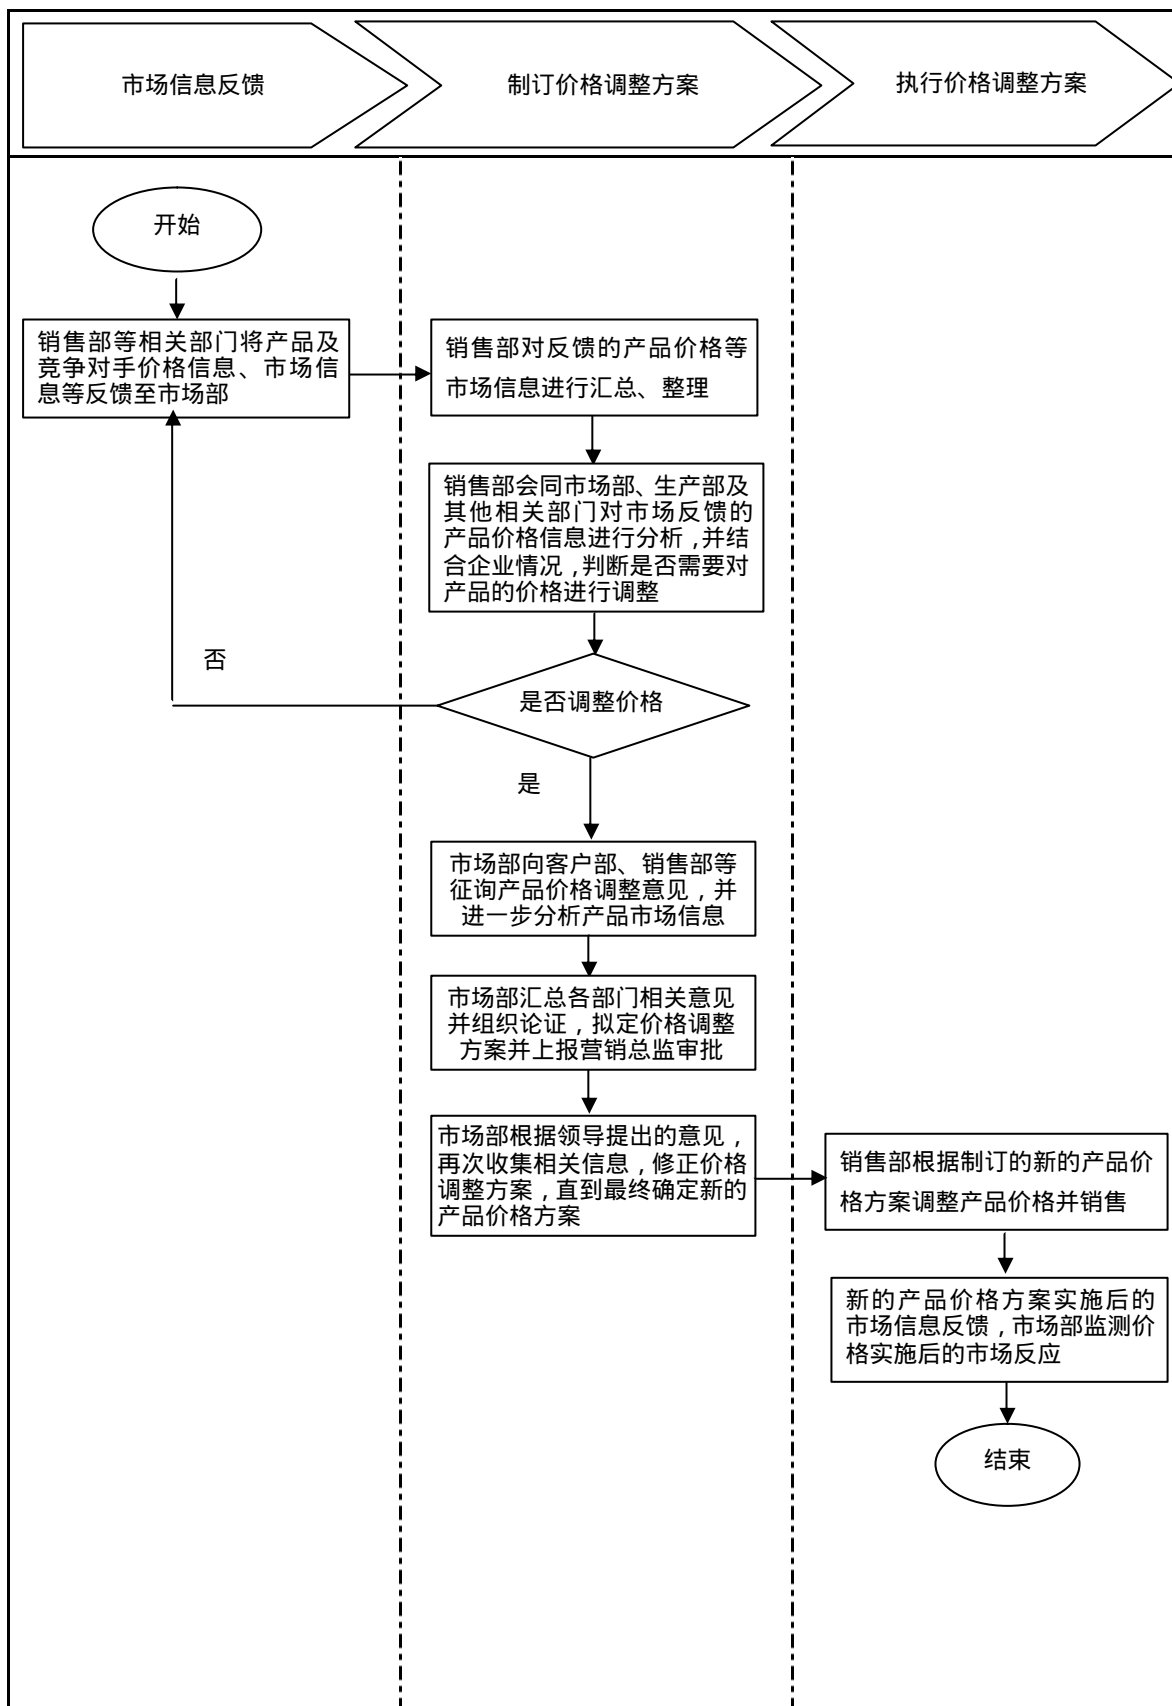 市场信息反馈
制订价格调整方案
执行价格调整方案
开始
销售部等相关部门将产品及
竞争对手价格信息、市场信
息等反馈至市场部
销售部对反馈的产品价格等
市场信息进行汇总、整理
销售部会同市场部、生产部及
其他相关部门对市场反馈的
产品价格信息进行分析,并结
合企业情况,判断是否需要对
产品的价格进行调整
否
是否调整价格
是
市场部向客户部、销售部等
征询产品价格调整意见,并
进一步分析产品市场信息
市场部汇总各部门相关意见
并组织论证,拟定价格调整
方案并上报营销总监审批
市场部根据领导提出的意见,
再次收集相关信息,修正价格
调整方案,直到最终确定新的
产品价格方案
销售部根据制订的新的产品价
格方案调整产品价格并销售
新的产品价格方案实施后的
市场信息反馈,市场部监测价
格实施后的市场反应
结束